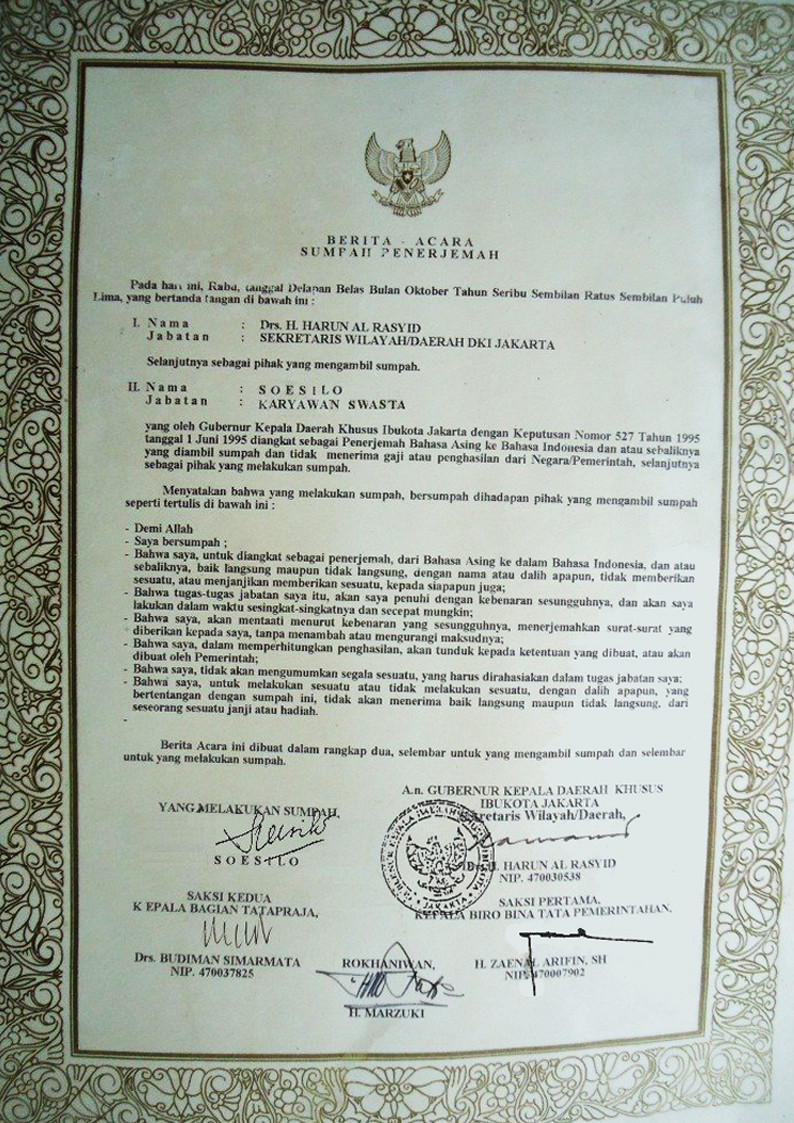 BERITA - ACARA
SUMPAH PENERJEMAH
Pada hari ini, Rabu, tanggal Delapan Belas Bulan Oktober Tahun Seribu Sembilan Ratus Sembilan Puluh
Lima, yang bertanda tangan di bawah ini :
I. Nama : Drs. H. HARUN AL RASYID
Jabatan : SEKRETARIS WILAYAH/DAERAH DKI JAKARTA
Selanjutnya sebagai pihak yang mengambil sumpah.
II. Nama : SOESILO
Jabatan : KARYAWAN SWASTA
yang oleh Gubernur Kepala Daerah Khusus Ibukota Jakarta dengan Keputusan Nomor 527 Tahun 1995
tanggal 1 Juni 1995 diangkat sebagai Penerjemah Bahasa Asing ke Bahasa Indonesia dan atau sebaliknya
yang diambil sumpah dan tidak menerima gaji atau penghasilan dari Negara/Pemerintah, selanjutnya
sebagai pihak yang melakukan sumpah.
Menyatakan bahwa yang melakukan sumpah, bersumpah dihadapan pihak yang mengambil sumpah
seperti tertulis di bawah ini :
- Demi Allah
- Saya bersumpah ;
- Bahwa saya, untuk diangkat sebagai penerjemah, dari Bahasa Asing ke dalam Bahasa Indonesia, dan atau
sebaliknya, baik langsung maupun tidak langsung, dengan nama atau dalih apapun, tidak memberikan
sesuatu, atau menjanjikan memberikan sesuatu, kepada siapapun juga;
- Bahwa tugas-tugas jabatan saya itu, akan saya penuhi dengan kebenaran sesungguhnya, dan akan saya
lakukan dalam waktu sesingkat-singkatnya dan secepat mungkin;
- Bahwa saya, akan mentaati menurut kebenaran yang sesungguhnya, menerjemahkan surat-surat yang
diberikan kepada saya, tanpa menambah atau mengurangi maksudnya;
- Bahwa saya, dalam memperhitungkan penghasilan, akan tunduk kepada ketentuan yang dibuat, atau akan
dibuat oleh Pemerintah;
- Bahwa saya, tidak akan mengumumkan segala sesuatu, yang harus dirahasiakan dalam tugas jabatan saya;
- Bahwa saya, untuk melakukan sesuatu atau tidak melakukan sesuatu, dengan dalih apapun, yang
bertentangan dengan sumpah ini, tidak akan menerima baik langsung maupun tidak langsung, dari
seseorang sesuatu janji atau hadiah.
-
Berita Acara ini dibuat dalam rangkap dua, selembar untuk yang mengambil sumpah dan selembar
untuk yang melakukan sumpah.
A.n. GUBERNUR KEPALA DAERAH KHUSUS
IBUKOTA JAKARTA
Sekretaris Wilayah/Daerah,
YANG MELAKUKAN SUMPAH,
SOESILO
Drs. H. HARUN AL RASYID
NIP. 470030538
JAKARTA
SAKSI KEDUA
KEPALA BAGIAN TATAPRAJA,
SAKSI PERTAMA,
KEPALA BIRO BINA TATA PEMERINTAHAN,
Drs. BUDIMAN SIMARMATA
NIP. 470037825
ROKHANIWAN,
H. MARZUKI
H. ZAENAL ARIFIN, SH
NIP. 470007902